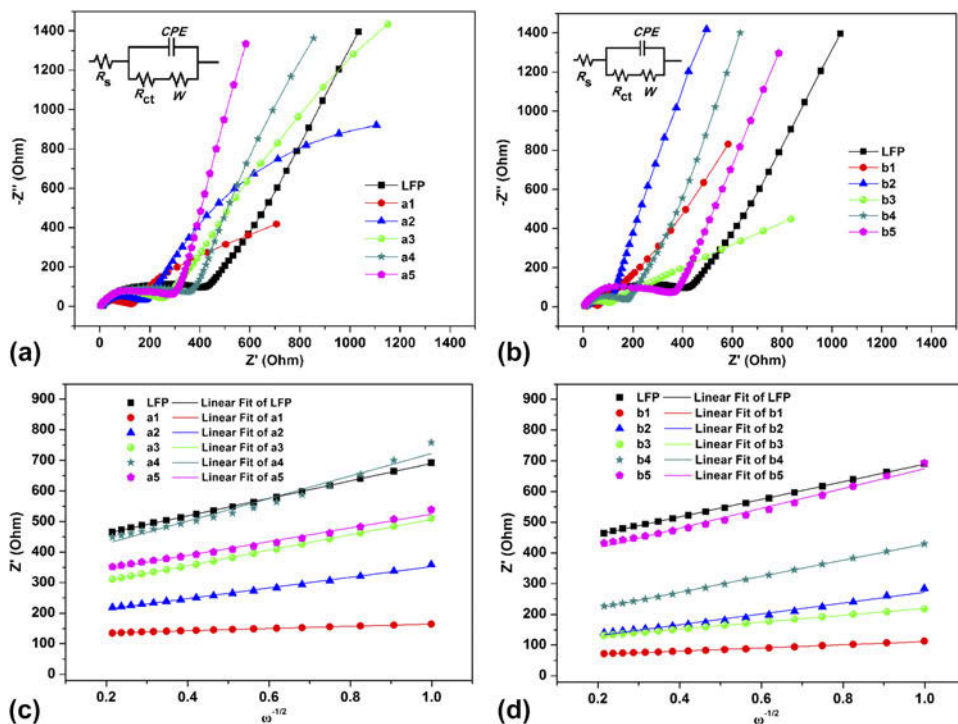 1400
1200
1000
800
600
400
200
0
-Z'' (Ohm)
CPE
Rs
Rct W
LFP
a1
a2
a3
a4
a5
0 200 400 600 800 1000 1200 1400
Z' (Ohm)
(a)
1400
1200
1000
800
600
400
200
0
-Z'' (Ohm)
CPE
Rs
Rct W
LFP
b1
b2
b3
b4
b5
0 200 400 600 800 1000 1200 1400
Z' (Ohm)
(b)
900
800
700
600
500
400
300
200
100
0
Z' (Ohm)
LFP Linear Fit of LFP
a1 Linear Fit of a1
a2 Linear Fit of a2
a3 Linear Fit of a3
a4 Linear Fit of a4
a5 Linear Fit of a5
0.2 0.4 0.6 0.8 1.0
ω-1/2
(c)
900
800
700
600
500
400
300
200
100
0
Z' (Ohm)
LFP Linear Fit of LFP
b1 Linear Fit of b1
b2 Linear Fit of b2
b3 Linear Fit of b3
b4 Linear Fit of b4
b5 Linear Fit of b5
0.2 0.3 0.4 0.5 0.6 0.7 0.8 0.9 1.0
ω-1/2
(d)